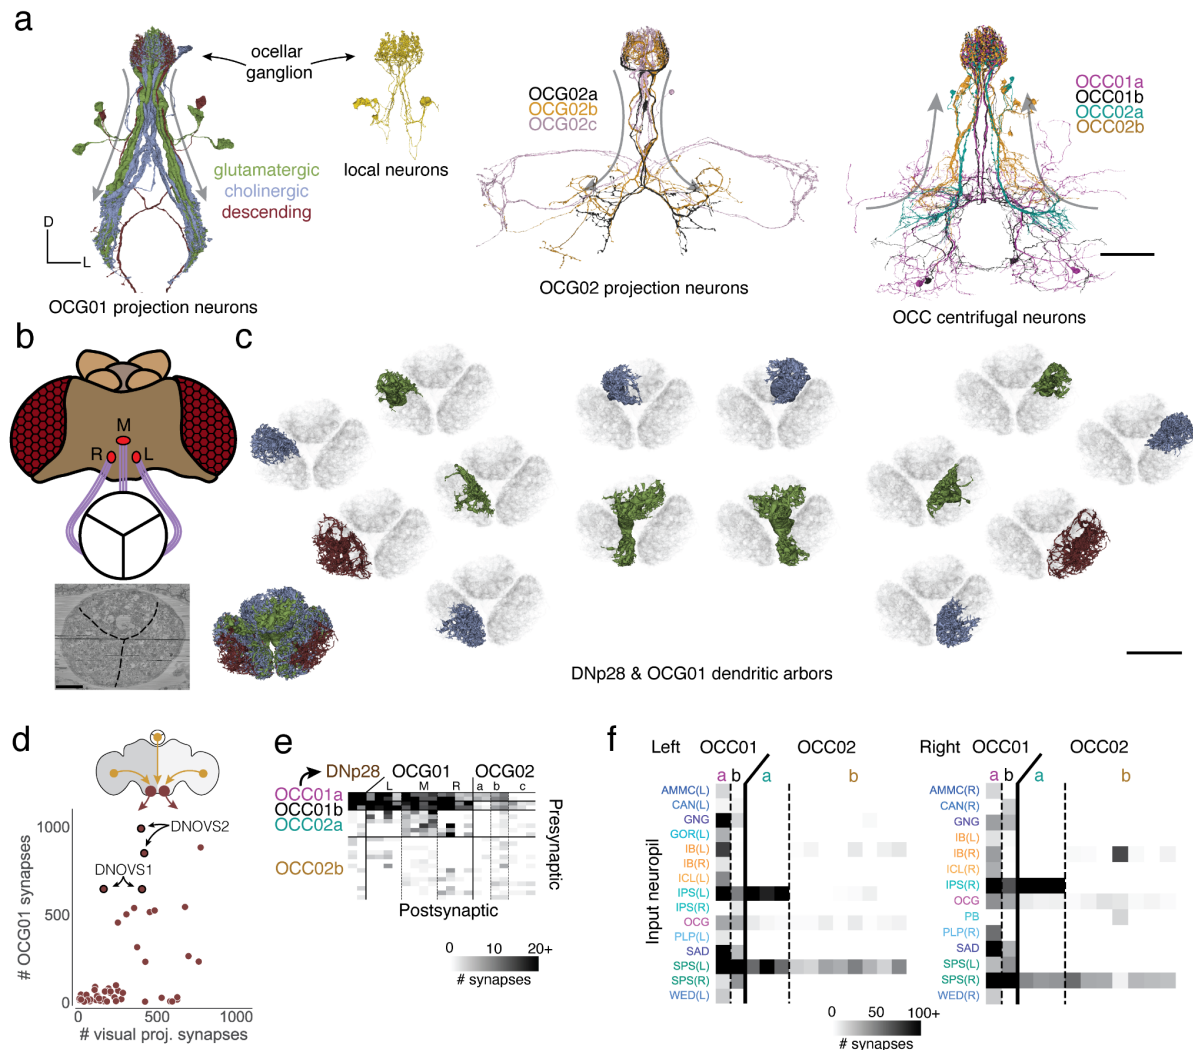 a
ocellar
ganglion
glutamatergic
cholinergic
descending
local neurons
D
L
OCG01 projection neurons
OCG02a
OCG02b
OCG02c
OCG02 projection neurons
OCC01a
OCC01b
OCC02a
OCC02b
OCC centrifugal neurons
b
M
R
L
c
DNp28 & OCG01 dendritic arbors
d
# OCG01 synapses
1000
500
0
DNOVS2
DNOVS1
0
500
1000
# visual proj. synapses
e
DNp28
OCG01
OCG02
L
M
R
a
b
c
OCC01a
OCC01b
OCC02a
OCC02b
Presynaptic
Postsynaptic
0
10
20+
# synapses
f
Left
OCC01
OCC02
a
b
a
b
Input neuropil
AMMC(L)
CAN(L)
GNG
GOR(L)
IB(L)
IB(R)
ICL(L)
IPS(L)
IPS(R)
OCG
PLP(L)
SAD
SPS(L)
SPS(R)
WED(L)
Right
OCC01
OCC02
a
b
a
b
AMMC(R)
CAN(R)
GNG
IB(L)
IB(R)
ICL(R)
IPS(R)
OCG
PB
PLP(R)
SAD
SPS(L)
SPS(R)
WED(R)
0
50
100+
# synapses